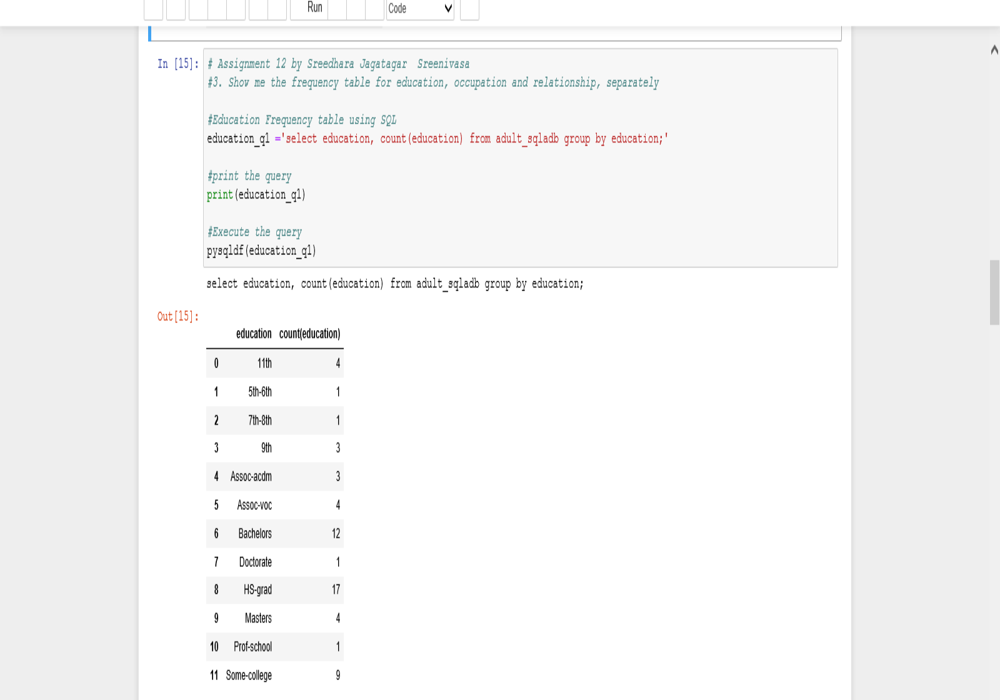 Run Code
In [15]: # Assignment 12 by Sreedhara Jagatagar  Sreenivasa
#3. Show me the frequency table for education, occupation and relationship, separately
#Education Frequency table using SQL
education_q1 ='select education, count(education) from adult_sqladb group by education;'
#print the query
print(education_q1)
#Execute the query
pysqldf(education_q1)
select education, count(education) from adult_sqladb group by education;
Out[15]:
education count(education)
0 11th 4
1 5th-6th 1
2 7th-8th 1
3 9th 3
4 Assoc-acdm 3
5 Assoc-voc 4
6 Bachelors 12
7 Doctorate 1
8 HS-grad 17
9 Masters 4
10 Prof-school 1
11 Some-college 9